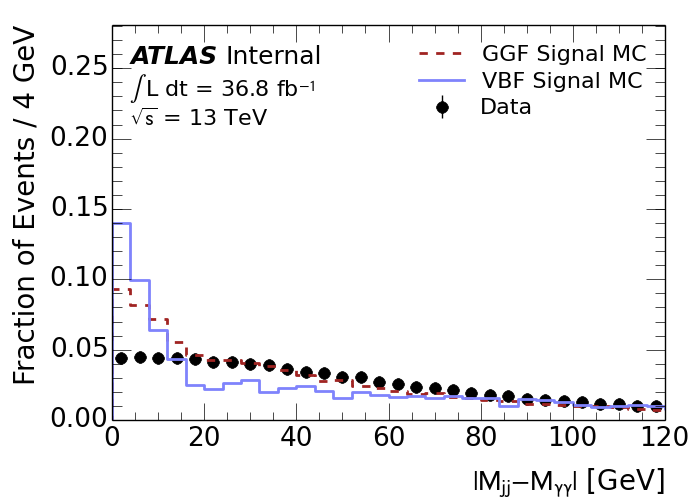 ATLAS Internal
∫L dt = 36.8 fb⁻¹
√s = 13 TeV
GGF Signal MC
VBF Signal MC
Data
Fraction of Events / 4 GeV
0.25
0.20
0.15
0.10
0.05
0.00
0 20 40 60 80 100 120
|Mjj−Mγγ| [GeV]